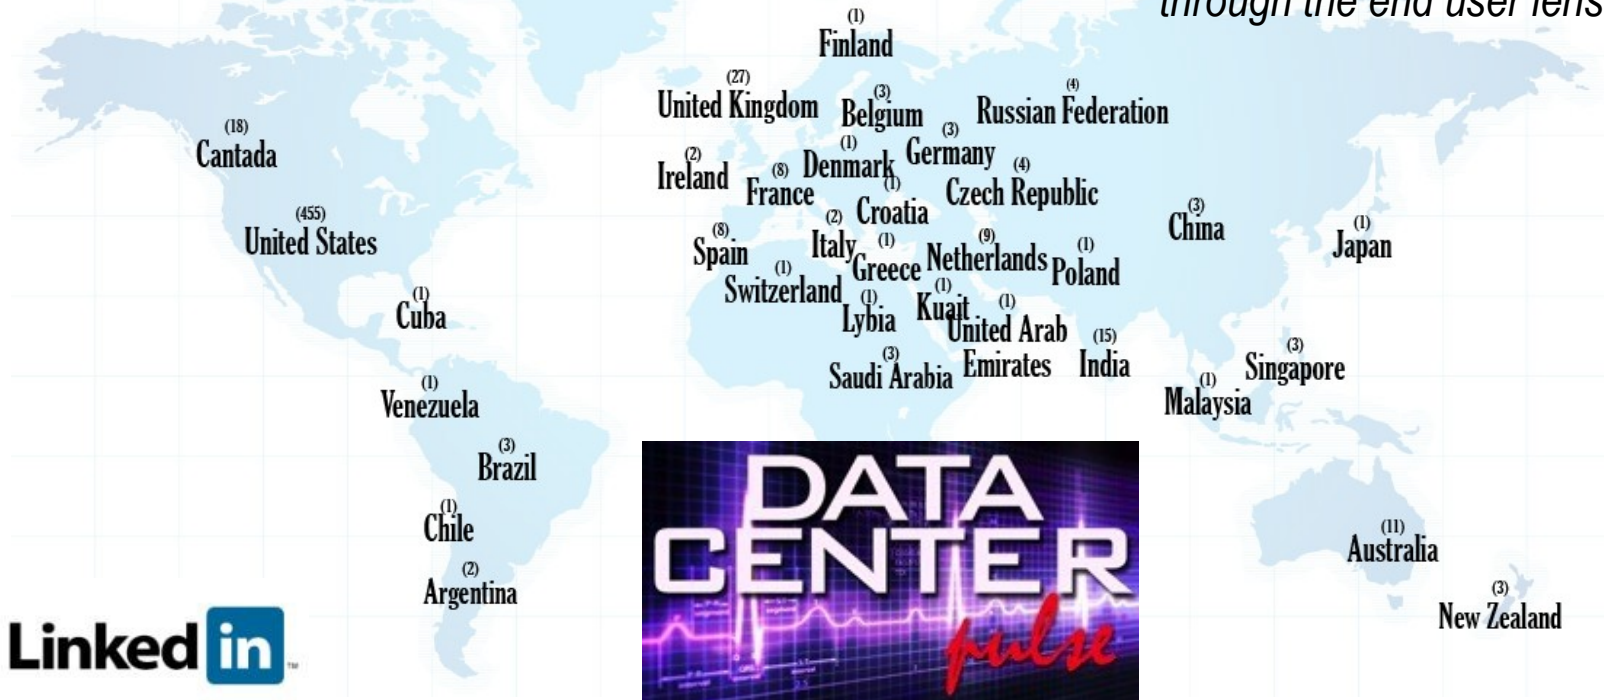 through the end user lens
(1)
Finland
(27)
United Kingdom
(3)
Belgium
(4)
Russian Federation
(18)
Cantada
(2)
Ireland
(8)
France
(1)
Denmark
(3)
Germany
(4)
Czech Republic
(1)
Croatia
(455)
United States
(8)
Spain
(2)
Italy
(1)
Greece
(9)
Netherlands
(1)
Poland
(3)
China
(1)
Japan
(1)
Switzerland
(1)
Cuba
(1)
Lybia
(1)
Kuait
(1)
United Arab
Emirates
(15)
India
(3)
Saudi Arabia
(3)
Singapore
(1)
Malaysia
(1)
Venezuela
(3)
Brazil
(1)
Chile
(2)
Argentina
(11)
Australia
(3)
New Zealand
DATA
CENTER
pulse
Linked in ™